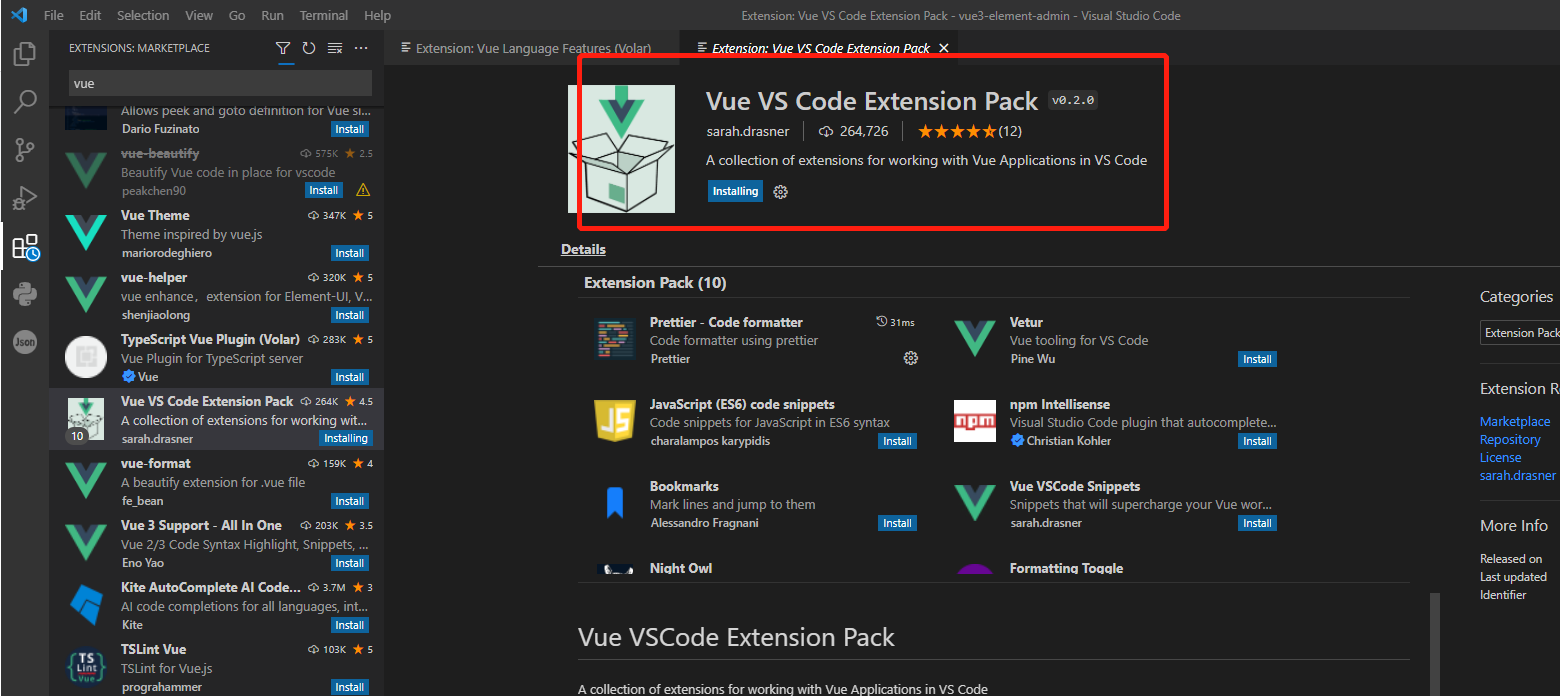 File Edit Selection View Go Run Terminal Help
Extension: Vue VS Code Extension Pack - vue3-element-admin - Visual Studio Code
EXTENSIONS: MARKETPLACE
vue
Allows peek and goto definition for Vue si...
Dario Fuzinato Install
vue-beautify 575K 2.5
Beautify Vue code in place for vscode
peakchen90 Install
Vue Theme 347K 5
Theme inspired by vue.js
mariorodeghiero Install
vue-helper 320K 5
vue enhance，extension for Element-UI, V...
shenjiaolong Install
TypeScript Vue Plugin (Volar) 283K 5
Vue Plugin for TypeScript server
Vue Install
Vue VS Code Extension Pack 264K 4.5
A collection of extensions for working wit...
10
sarah.drasner Installing
vue-format 159K 4
A beautify extension for .vue file
fe_bean Install
Vue 3 Support - All In One 203K 3.5
Vue 2/3 Code Syntax Highlight, Snippets, ...
Eno Yao Install
Kite AutoComplete AI Code... 3.7M 3
AI code completions for all languages, int...
Kite Install
TSLint Vue 103K 5
TSLint for Vue.js
prograhammer Install
TS
Lint
Vue
Json
Extension: Vue Language Features (Volar)
Extension: Vue VS Code Extension Pack
Vue VS Code Extension Pack v0.2.0
sarah.drasner 264,726 (12)
A collection of extensions for working with Vue Applications in VS Code
Installing
Details
Extension Pack (10)
Prettier - Code formatter 31ms
Code formatter using prettier
Prettier
Vetur
Vue tooling for VS Code
Pine Wu Install
JS
JavaScript (ES6) code snippets
Code snippets for JavaScript in ES6 syntax
charalampos karypidis Install
npm
npm Intellisense
Visual Studio Code plugin that autocomplete...
Christian Kohler Install
Bookmarks
Mark lines and jump to them
Alessandro Fragnani Install
Vue VSCode Snippets
Snippets that will supercharge your Vue wor...
sarah.drasner Install
Night Owl
Formatting Toggle
Vue VSCode Extension Pack
A collection of extensions for working with Vue Applications in VS Code
Categories
Extension Pack
Extension R
Marketplace
Repository
License
sarah.drasner
More Info
Released on
Last updated
Identifier